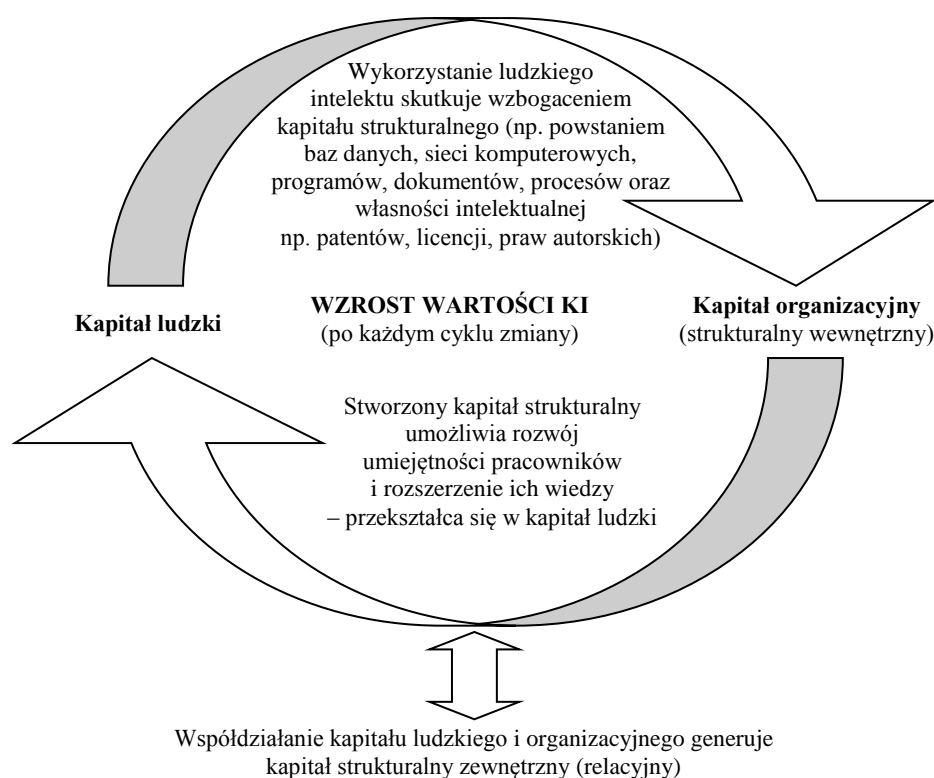 Wykorzystanie ludzkiego
intelektu skutkuje wzbogaceniem
kapitału strukturalnego (np. powstaniem
baz danych, sieci komputerowych,
programów, dokumentów, procesów oraz
własności intelektualnej
np. patentów, licencji, praw autorskich)
Kapitał ludzki
WZROST WARTOŚCI KI
(po każdym cyklu zmiany)
Kapitał organizacyjny
(strukturalny wewnętrzny)
Stworzony kapitał strukturalny
umożliwia rozwój
umiejętności pracowników
i rozszerzenie ich wiedzy
– przekształca się w kapitał ludzki
Współdziałanie kapitału ludzkiego i organizacyjnego generuje
kapitał strukturalny zewnętrzny (relacyjny)